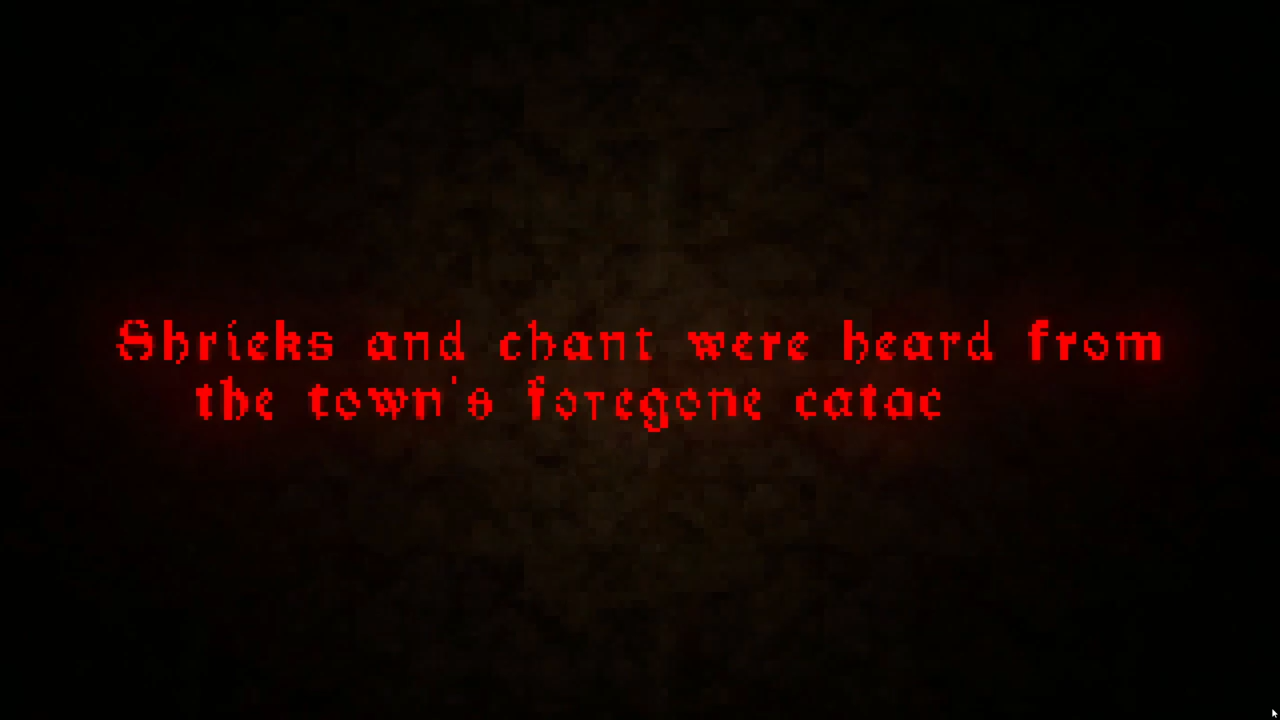 Shrieks and chant were heard from
the town's foregone catac